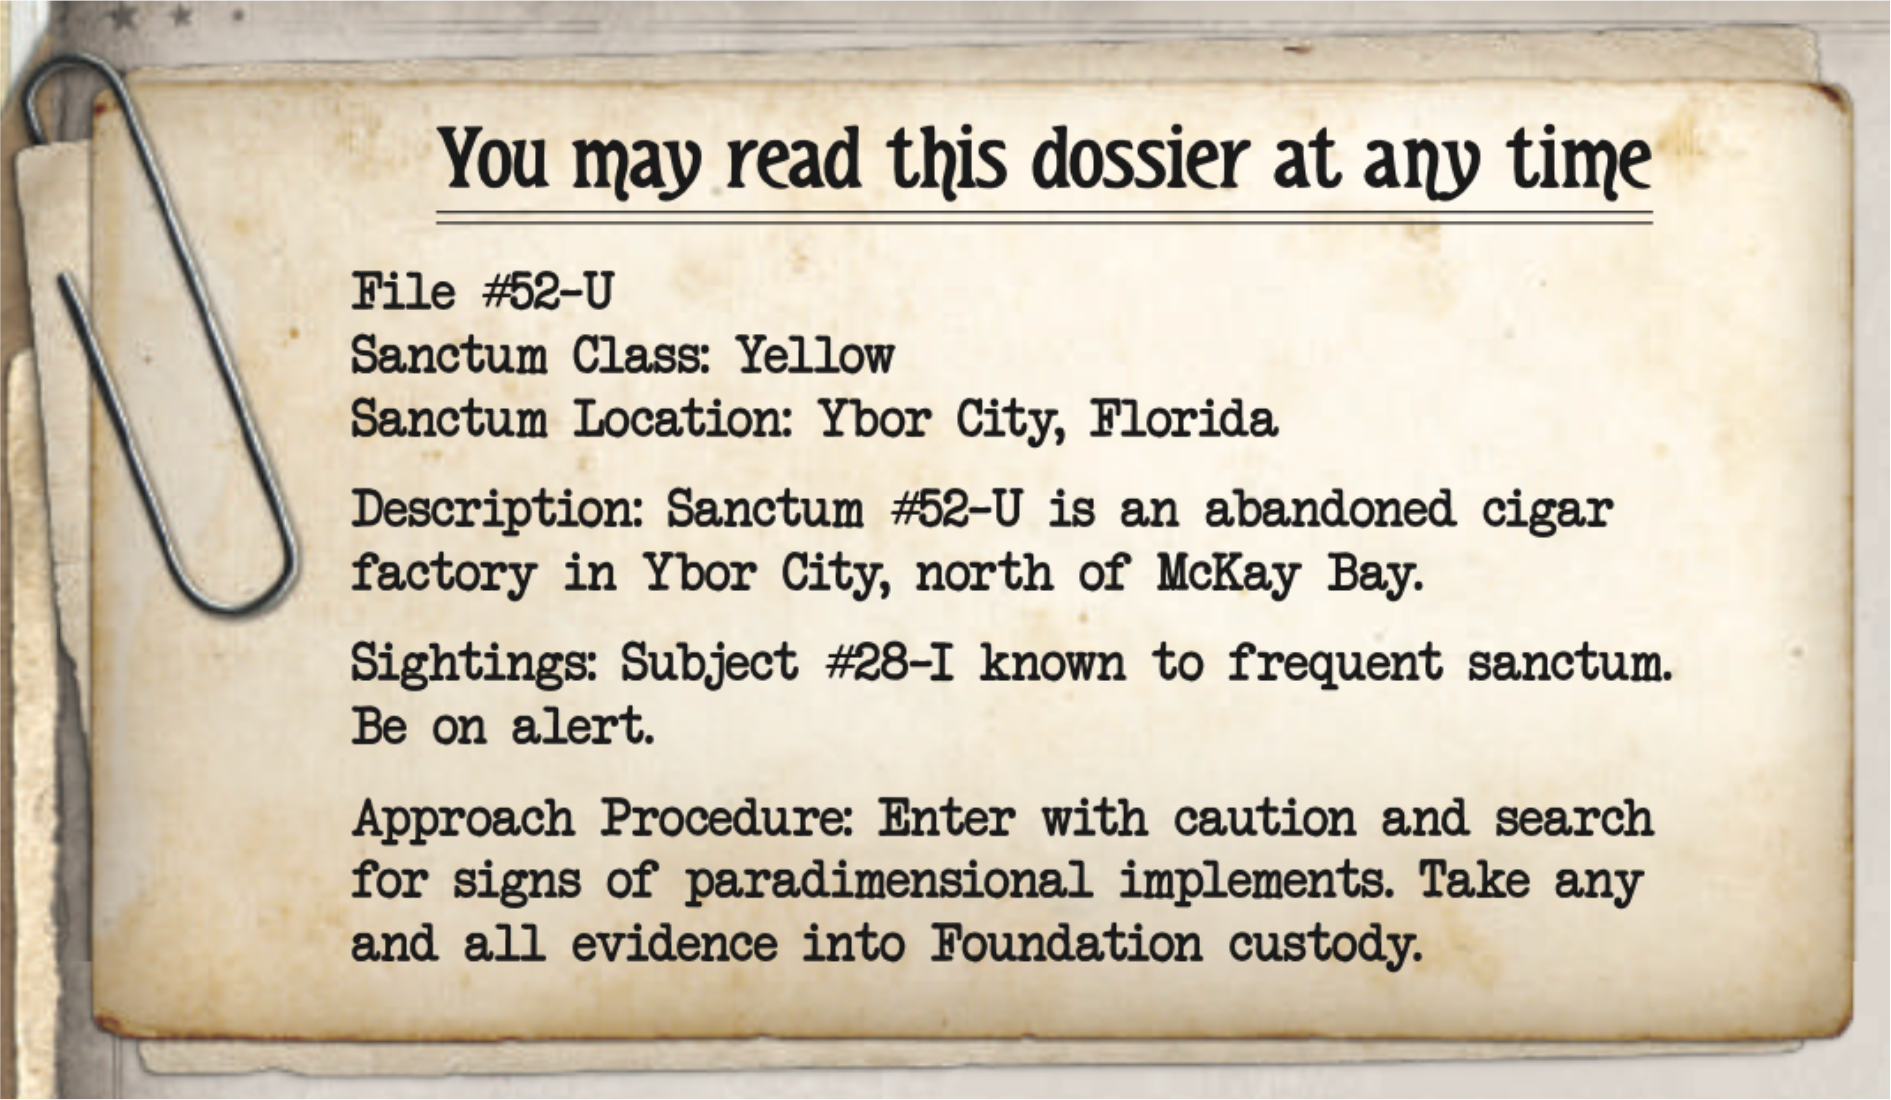 You may read this dossier at any time
File #52-U
Sanctum Class: Yellow
Sanctum Location: Ybor City, Florida
Description: Sanctum #52-U is an abandoned cigar
factory in Ybor City, north of McKay Bay.
Sightings: Subject #28-I known to frequent sanctum.
Be on alert.
Approach Procedure: Enter with caution and search
for signs of paradimensional implements. Take any
and all evidence into Foundation custody.